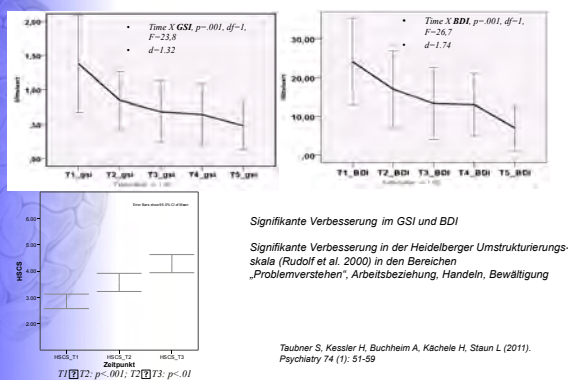 • Time X GSI, p=.001, df=1, F=23,8
• d=1.32
2,00
1,50
1,00
,50
,00
T1_gsi T2_gsi T3_gsi T4_gsi T5_gsi
• Time X BDI, p=.001, df=1, F=26,7
• d=1.74
30,00
20,00
10,00
,00
T1_BDI T2_BDI T3_BDI T4_BDI T5_BDI
6.00
5.00
4.00
3.00
2.00
HSCS
HSCS_T1 HSCS_T2 HSCS_T3
Zeitpunkt
T1?T2: p<.001; T2?T3: p<.01
Signifikante Verbesserung im GSI und BDI
Signifikante Verbesserung in der Heidelberger Umstrukturierungs-
skala (Rudolf et al. 2000) in den Bereichen
„Problemverstehen“, Arbeitsbeziehung, Handeln, Bewältigung
Taubner S, Kessler H, Buchheim A, Kächele H, Staun L (2011).
Psychiatry 74 (1): 51-59